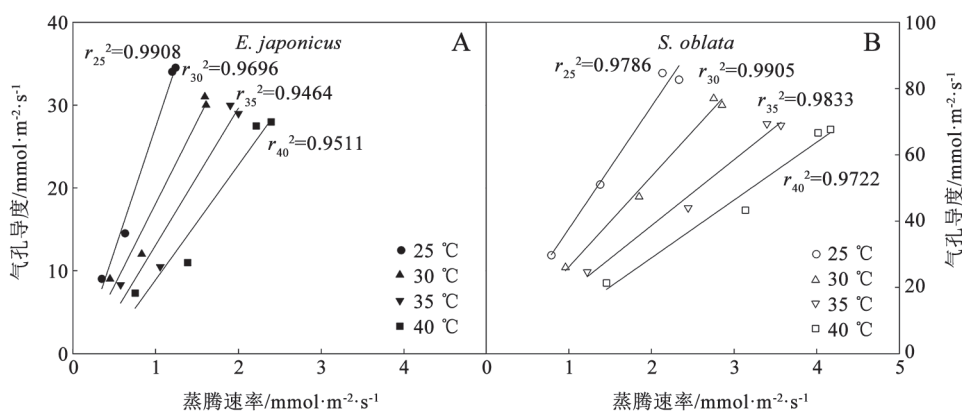 气孔导度/mmol·m⁻²·s⁻¹
40
30
20
10
0
E. japonicus
A
r₂₅²=0.9908
r₃₀²=0.9696
r₃₅²=0.9464
r₄₀²=0.9511
25 ℃
30 ℃
35 ℃
40 ℃
0 1 2 3 4
蒸腾速率/mmol·m⁻²·s⁻¹
S. oblata
B
r₂₅²=0.9786
r₃₀²=0.9905
r₃₅²=0.9833
r₄₀²=0.9722
25 ℃
30 ℃
35 ℃
40 ℃
0 1 2 3 4 5
蒸腾速率/mmol·m⁻²·s⁻¹
100
80
60
40
20
0
气孔导度/mmol·m⁻²·s⁻¹